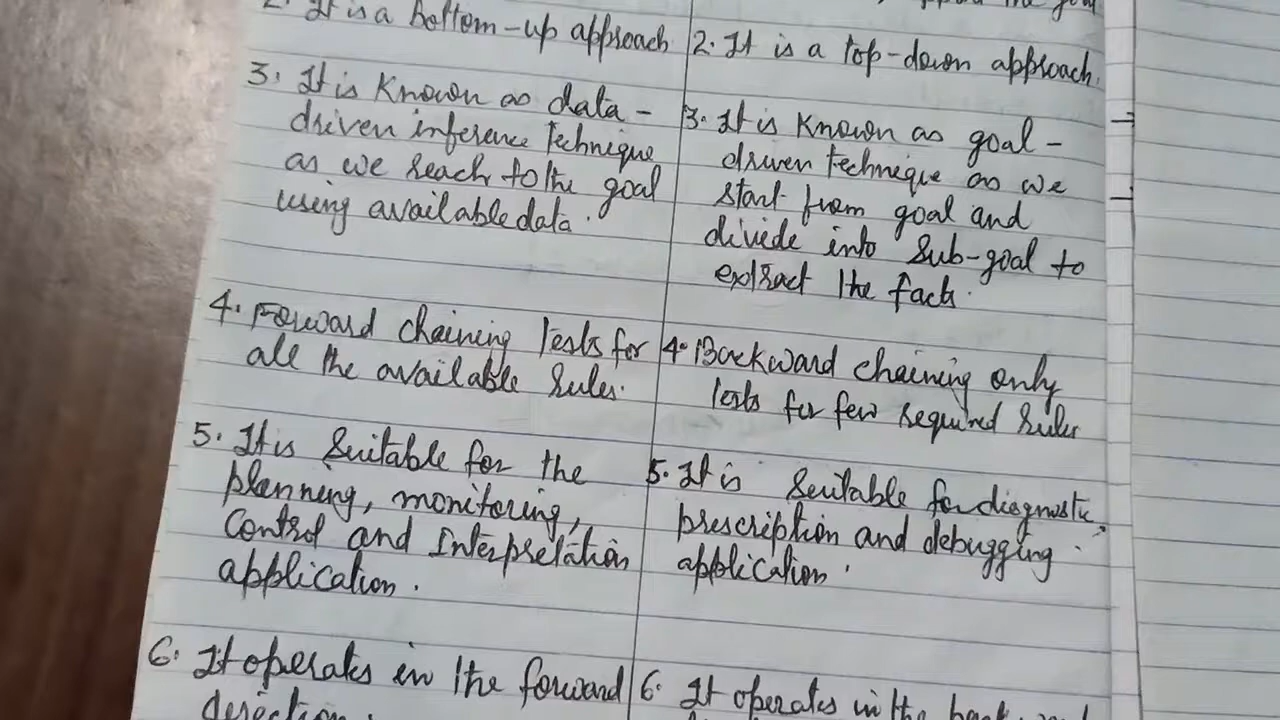 2. It is a bottom-up approach
3. It is Known as data -
driven inference technique
as we reach to the goal
using available data.
4. Forward chaining tests for
all the available rules.
5. It is Suitable for the
planning, monitoring,
Control and Interpretation
application.
6. It operates in the forward
direction.
the goal
2. It is a top-down approach.
3. It is Known as goal -
driven technique as we
start from goal and
divide into Sub-goal to
extract the fact.
4. Backward chaining only
tests for few required rules
5. It is Suitable for diagnostic,
prescription and debugging
application.
6. It operates in the